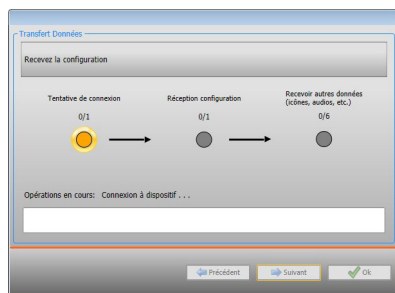 Transfert Données
Recevez la configuration
Tentative de connexion
0/1
Réception configuration
0/1
Recevoir autres données
(icônes, audios, etc.)
0/6
Opérations en cours: Connexion à dispositif . . .
Précédent
Suivant
Ok